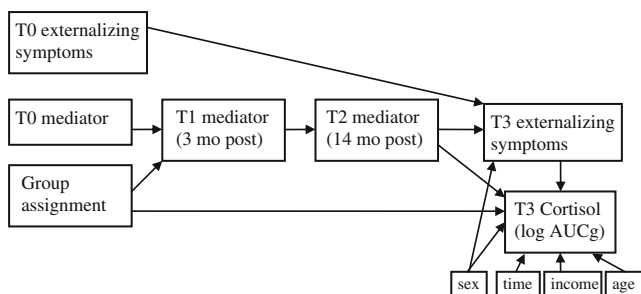 T0 externalizing
symptoms
T0 mediator
T1 mediator
(3 mo post)
T2 mediator
(14 mo post)
T3 externalizing
symptoms
Group
assignment
T3 Cortisol
(log AUCg)
sex
time
income
age